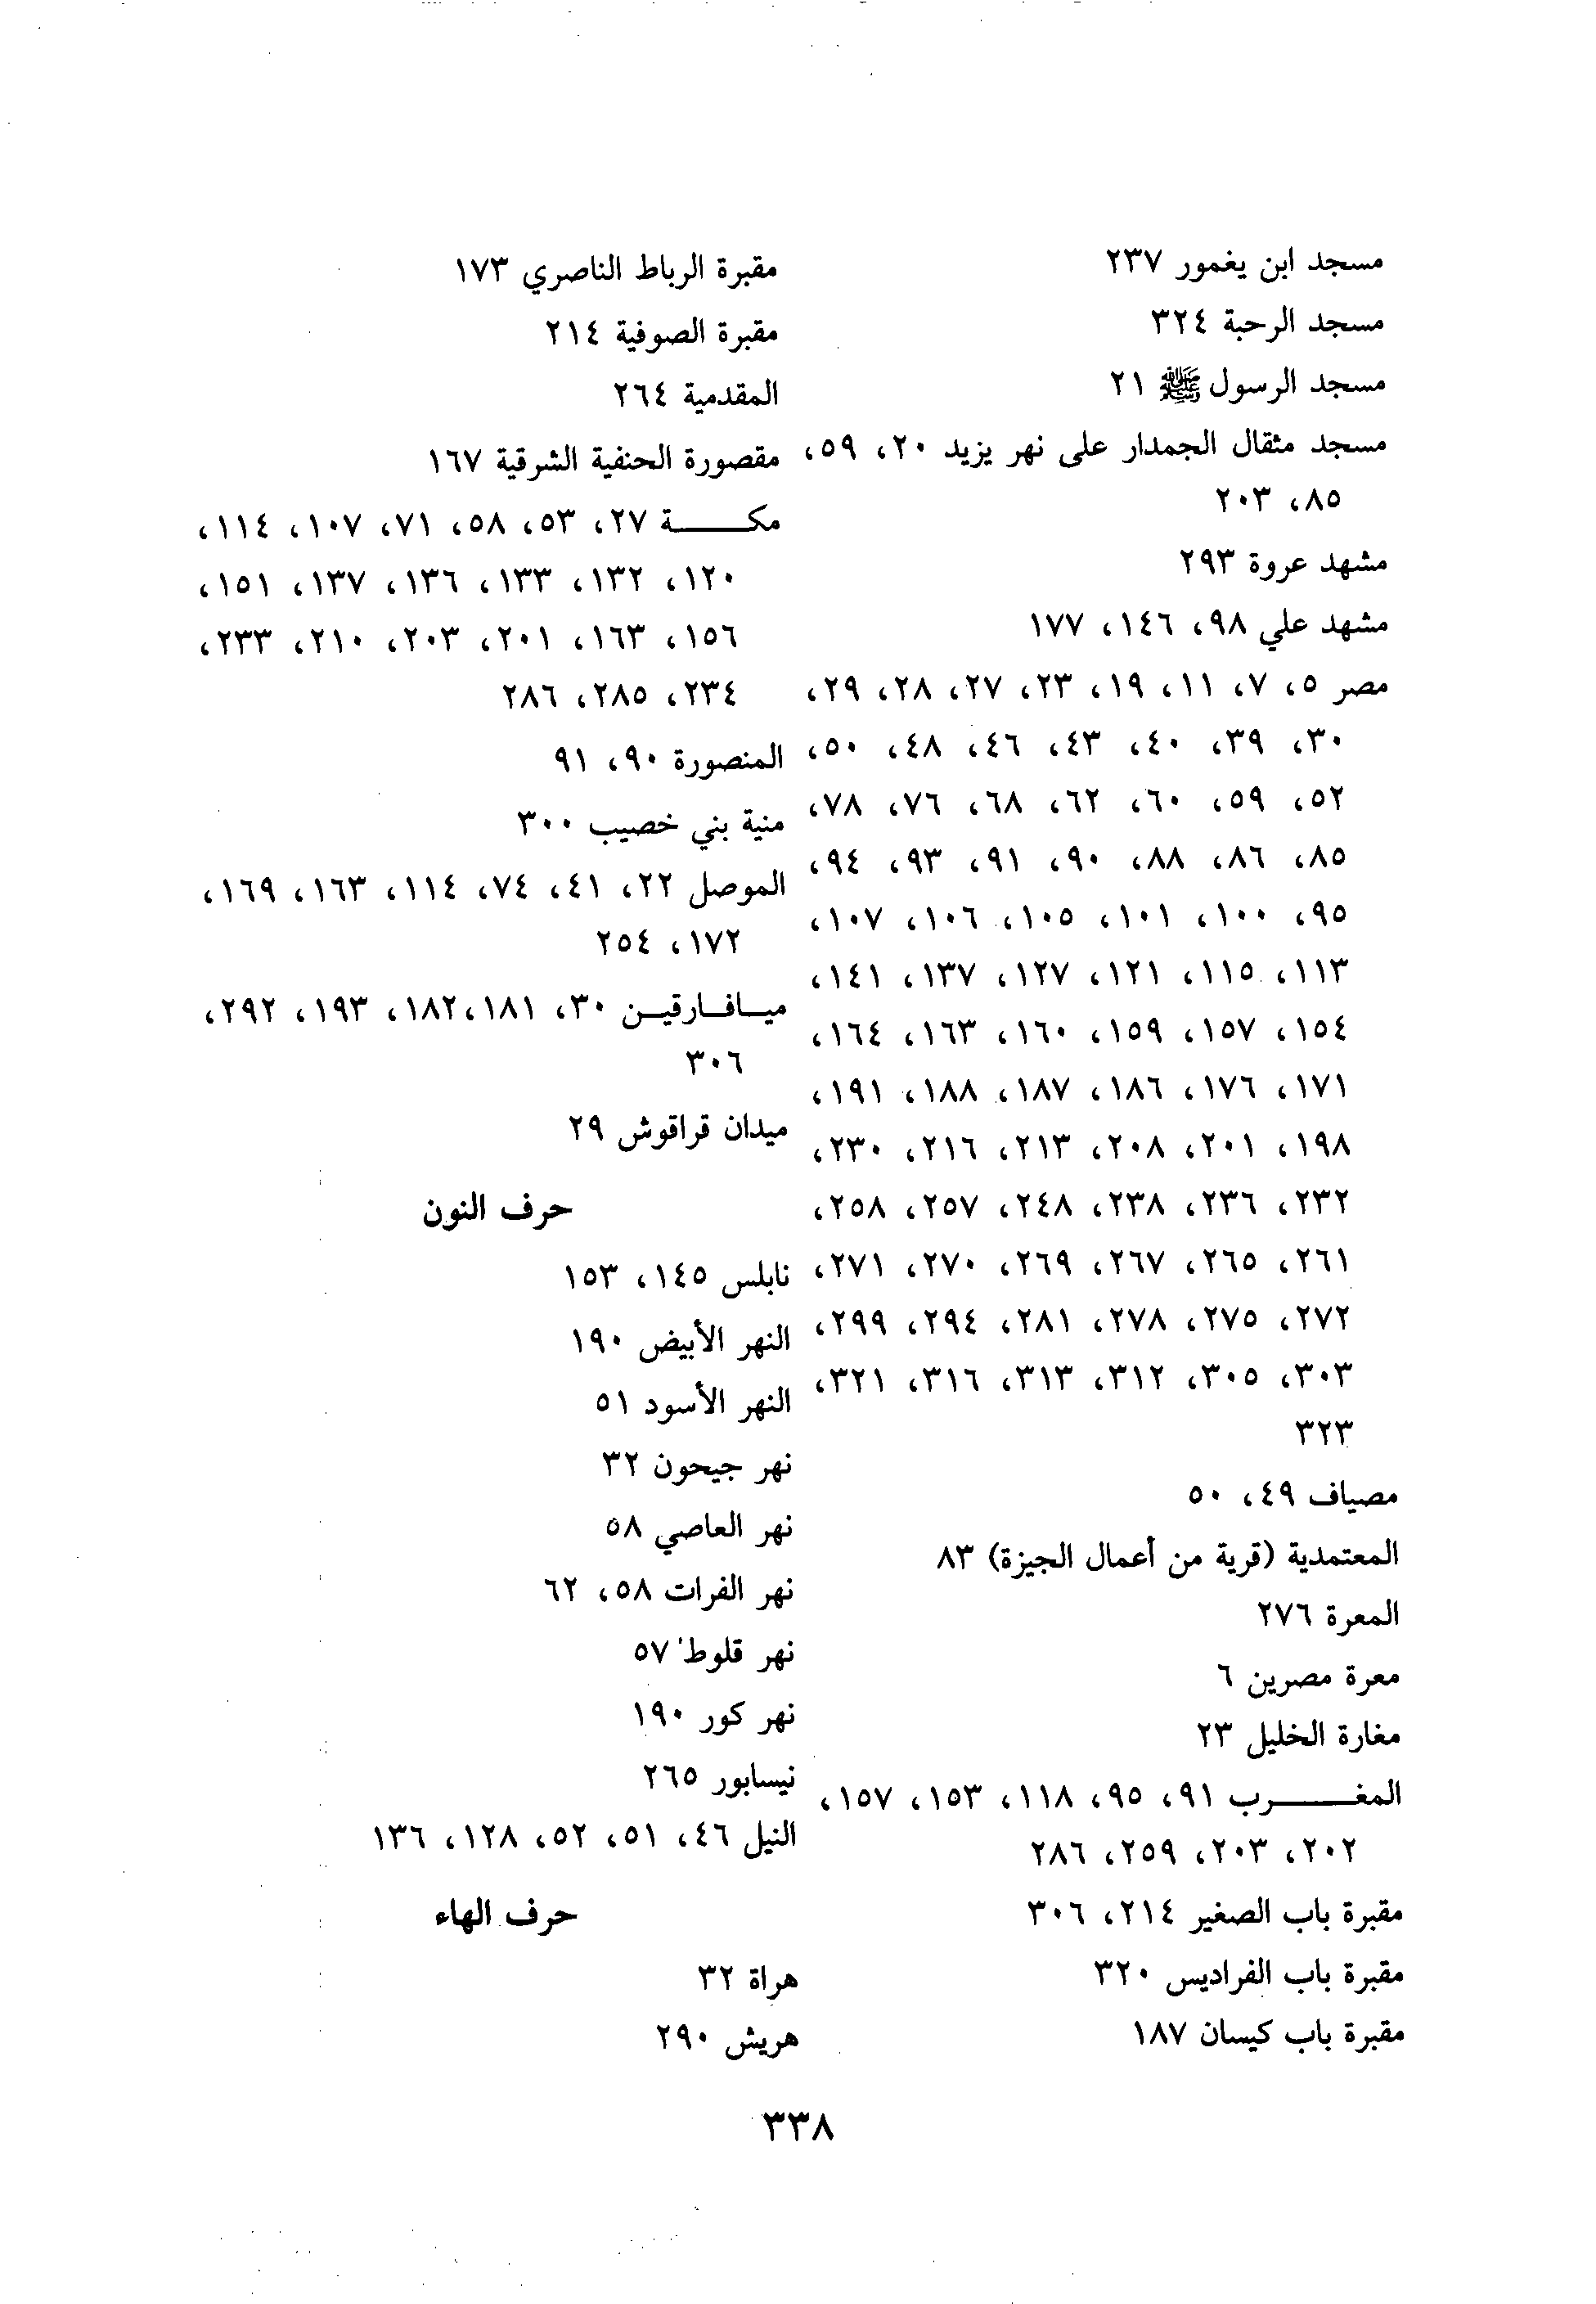 مسجد ابن يغمور ٢٣٧
مسجد الرحبة ٣٢٤
مسجد الرسول ﷺ ٢١
مسجد مثقال الجمدار على نهر يزيد ٢٠، ٥٩،
٨٥، ٢٠٣
مشهد عروة ٢٩٣
مشهد علي ٩٨، ١٤٦، ١٧٧
مصر ٥، ٧، ١١، ١٩، ٢٣، ٢٧، ٢٨، ٢٩،
٣٠، ٣٩، ٤٠، ٤٣، ٤٦، ٤٨، ٥٠،
٥٢، ٥٩، ٦٠، ٦٢، ٦٨، ٧٦، ٧٨،
٨٥، ٨٦، ٨٨، ٩٠، ٩١، ٩٣، ٩٤،
٩٥، ١٠٠، ١٠١، ١٠٥، ١٠٦، ١٠٧،
١١٣، ١١٥، ١٢١، ١٢٧، ١٣٧، ١٤١،
١٥٤، ١٥٧، ١٥٩، ١٦٠، ١٦٣، ١٦٤،
١٧١، ١٧٦، ١٨٦، ١٨٧، ١٨٨، ١٩١،
١٩٨، ٢٠١، ٢٠٨، ٢١٣، ٢١٦، ٢٣٠،
٢٣٢، ٢٣٦، ٢٣٨، ٢٤٨، ٢٥٧، ٢٥٨،
٢٦١، ٢٦٥، ٢٦٧، ٢٦٩، ٢٧٠، ٢٧١،
٢٧٢، ٢٧٥، ٢٧٨، ٢٨١، ٢٩٤، ٢٩٩،
٣٠٣، ٣٠٥، ٣١٢، ٣١٣، ٣١٦، ٣٢١،
٣٢٣
مصياف ٤٩، ٥٠
المعتمدية (قرية من أعمال الجيزة) ٨٣
المعرة ٢٧٦
معرة مصرين ٦
مغارة الخليل ٢٣
المغـــــرب ٩١، ٩٥، ١١٨، ١٥٣، ١٥٧،
٢٠٢، ٢٠٣، ٢٥٩، ٢٨٦
مقبرة باب الصغير ٢١٤، ٣٠٦
مقبرة باب الفراديس ٣٢٠
مقبرة باب كيسان ١٨٧
مقبرة الرباط الناصري ١٧٣
مقبرة الصوفية ٢١٤
المقدمية ٢٦٤
مقصورة الحنفية الشرقية ١٦٧
مكـــــة ٢٧، ٥٣، ٥٨، ٧١، ١٠٧، ١١٤،
١٢٠، ١٣٢، ١٣٣، ١٣٦، ١٣٧، ١٥١،
١٥٦، ١٦٣، ٢٠١، ٢٠٣، ٢١٠، ٢٣٣،
٢٣٤، ٢٨٥، ٢٨٦
المنصورة ٩٠، ٩١
منية بني خصيب ٣٠٠
الموصل ٢٢، ٤١، ٧٤، ١١٤، ١٦٣، ١٦٩،
١٧٢، ٢٥٤
ميـافـارقيـن ٣٠، ١٨١،١٨٢، ١٩٣، ٢٩٢،
٣٠٦
ميدان قراقوش ٢٩
حرف النون
نابلس ١٤٥، ١٥٣
النهر الأبيض ١٩٠
النهر الأسود ٥١
نهر جيحون ٣٢
نهر العاصي ٥٨
نهر الفرات ٥٨، ٦٢
نهر قلوط ٥٧
نهر كور ١٩٠
نيسابور ٢٦٥
النيل ٤٦، ٥١، ٥٢، ١٢٨، ١٣٦
حرف الهاء
هراة ٣٢
هريش ٢٩٠
٣٣٨